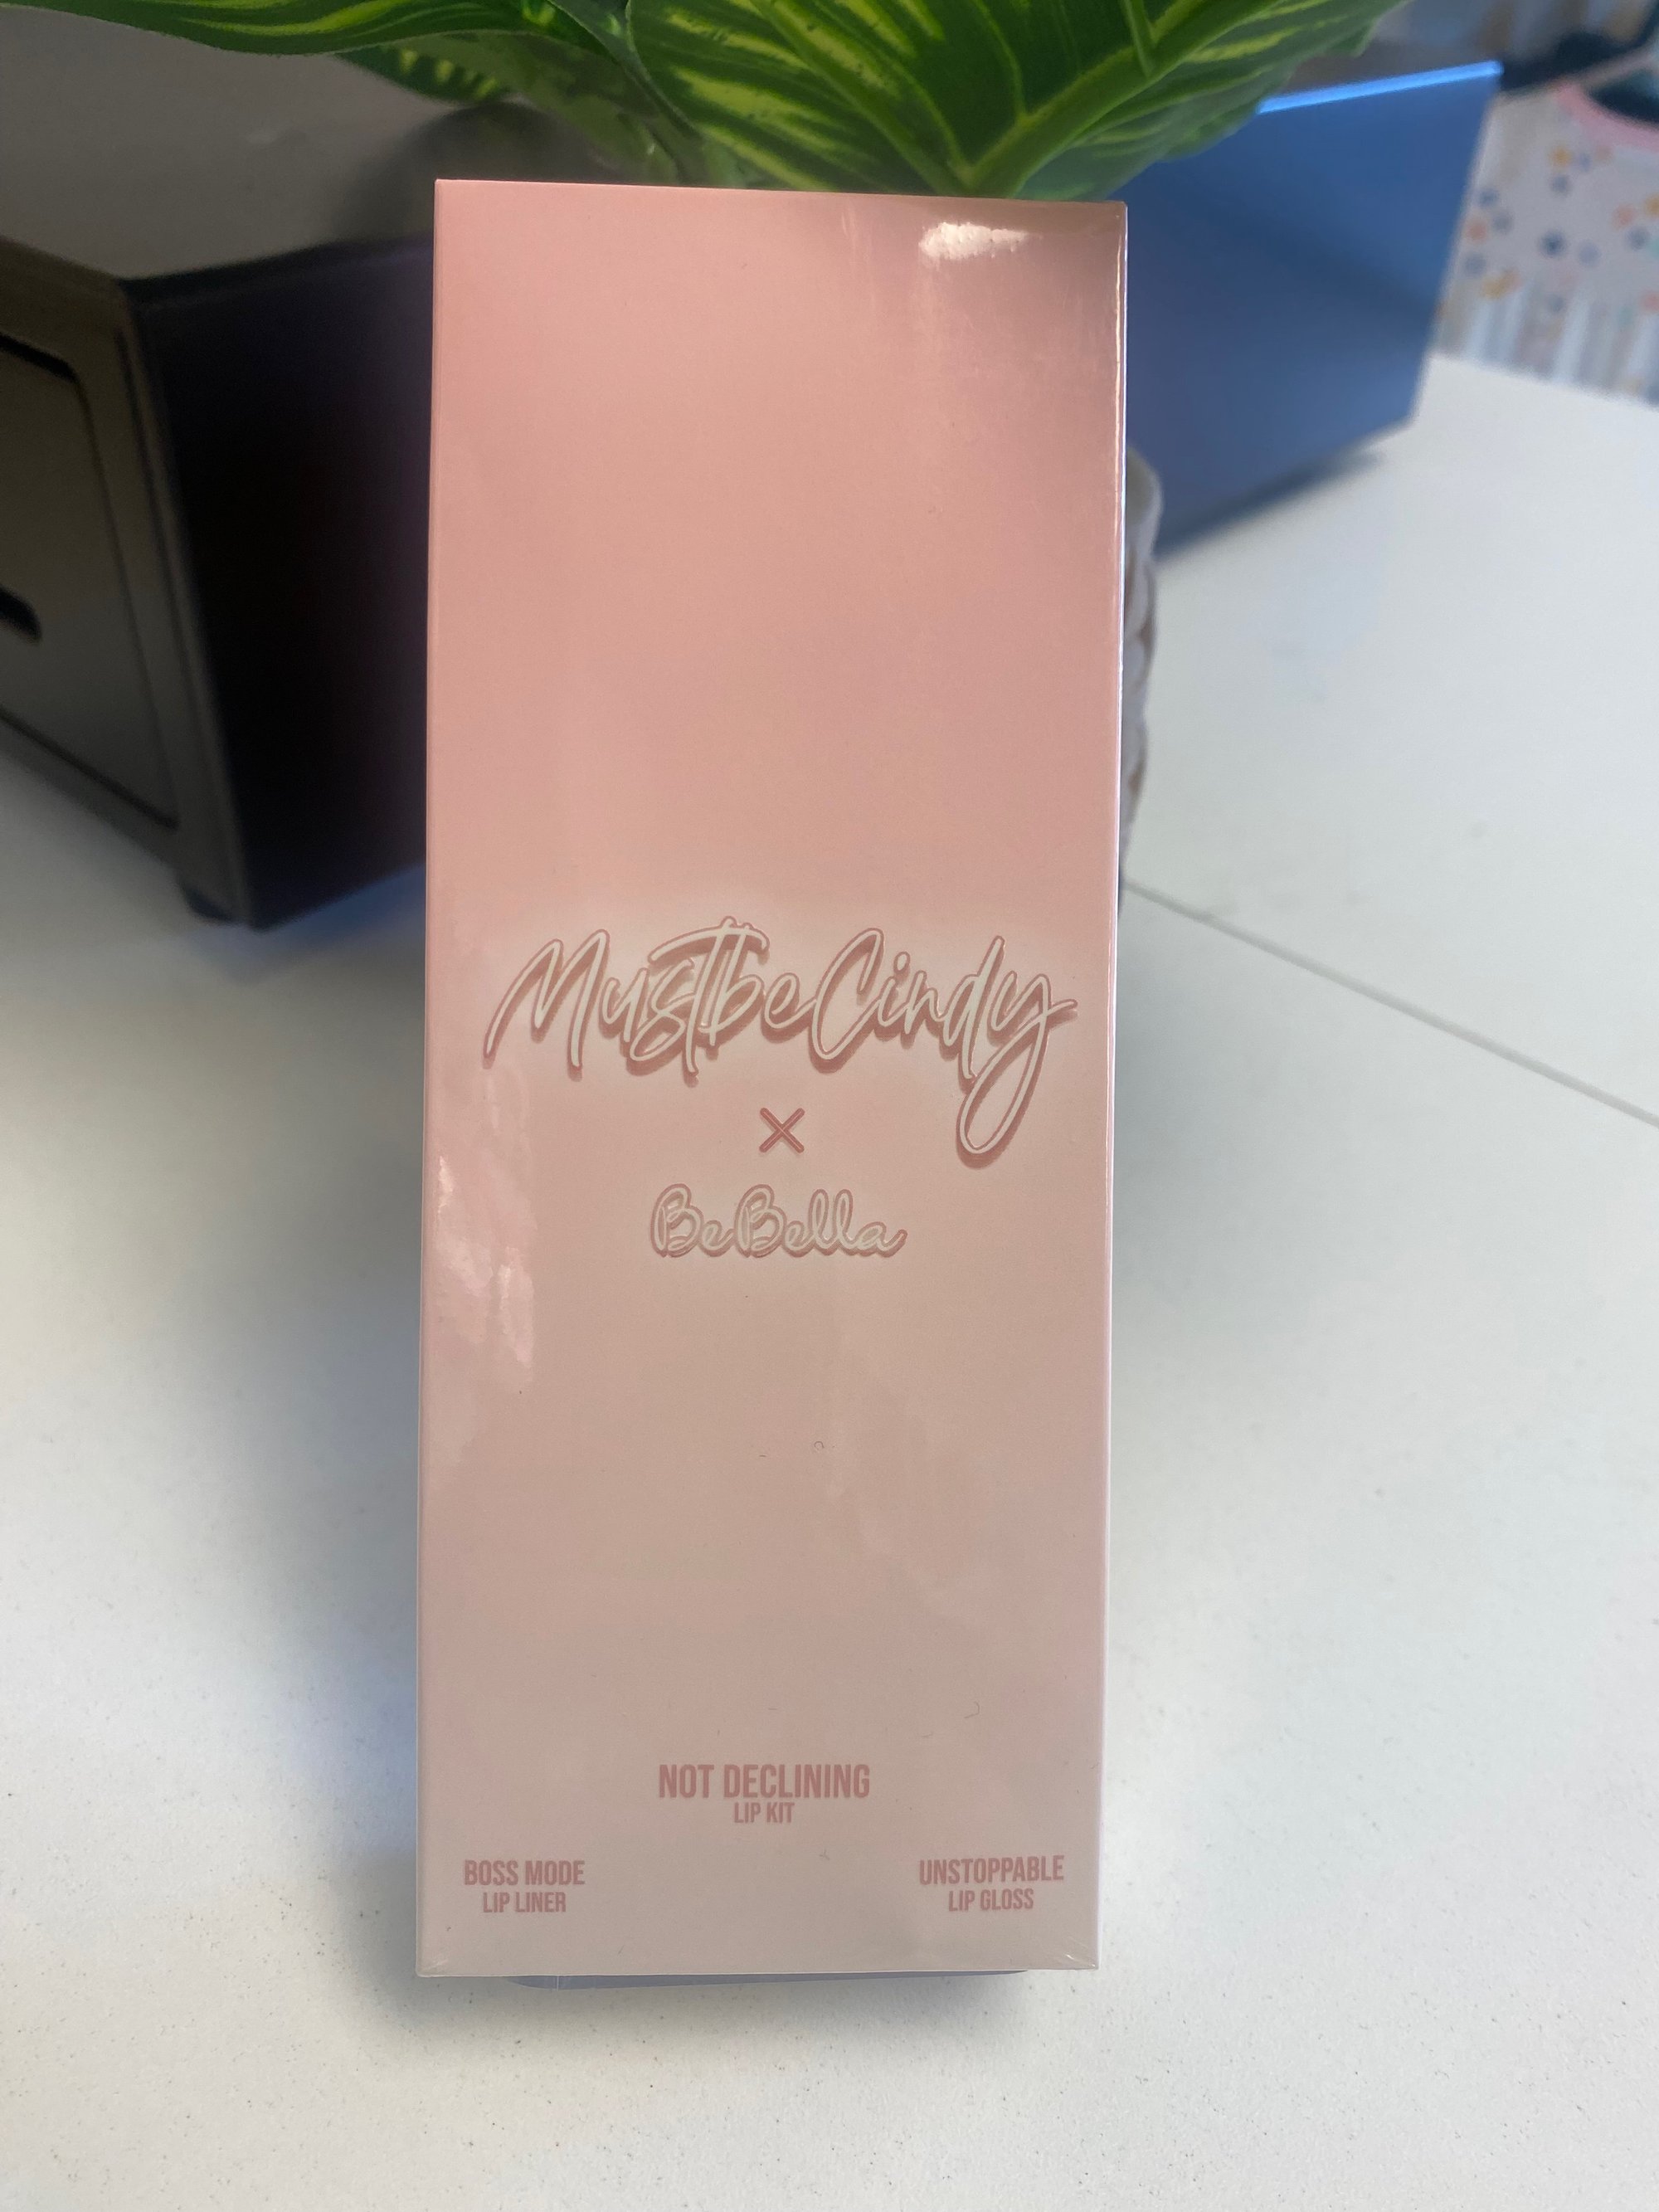 MustbeCindy
×
BeBella
NOT DECLINING
LIP KIT
BOSS MODE
LIP LINER
UNSTOPPABLE
LIP GLOSS